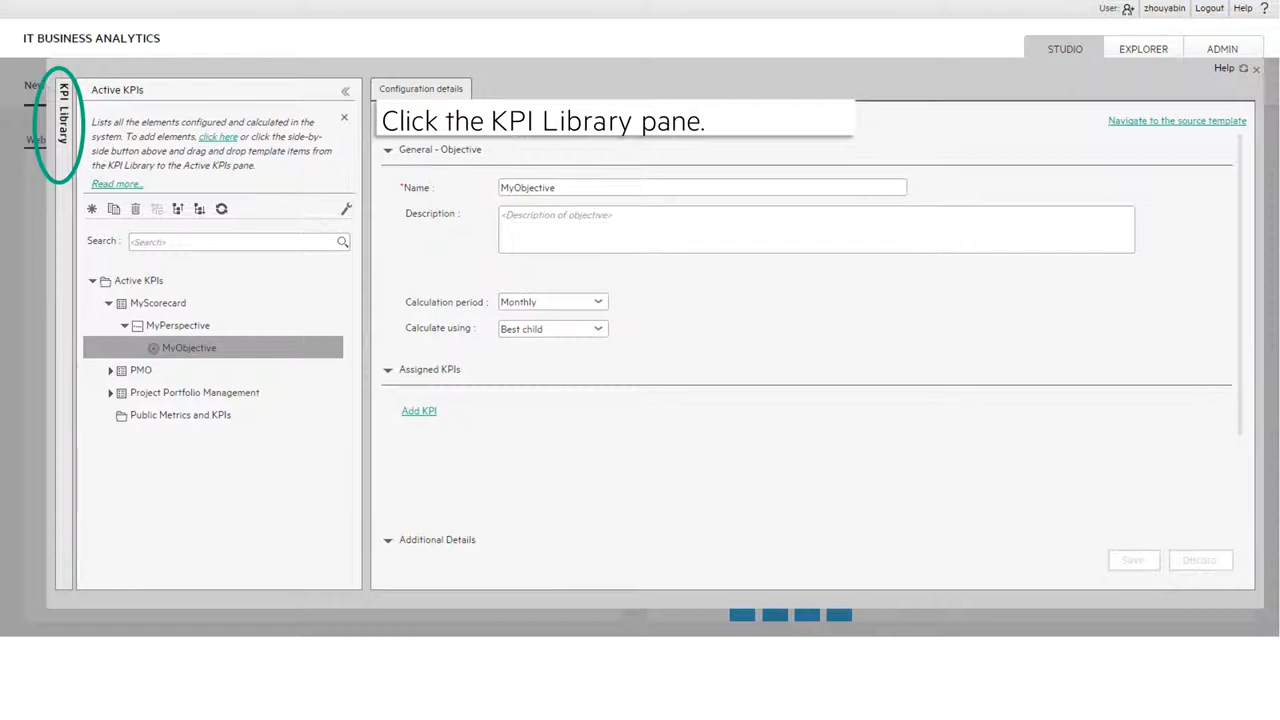 User: zhouyabin Logout Help ?
IT BUSINESS ANALYTICS
STUDIO EXPLORER ADMIN
Help
New
Web
KPI Library
Active KPIs
Lists all the elements configured and calculated in the
system. To add elements, click here or click the side-by-
side button above and drag and drop template items from
the KPI Library to the Active KPIs pane.
Read more..
Search :
<Search>
Active KPIs
MyScorecard
MyPerspective
MyObjective
PMO
Project Portfolio Management
Public Metrics and KPIs
Configuration details
Click the KPI Library pane.
Navigate to the source template
General - Objective
*Name : MyObjective
Description : <Description of objective>
Calculation period : Monthly
Calculate using : Best child
Assigned KPIs
Add KPI
Additional Details
Save Discard